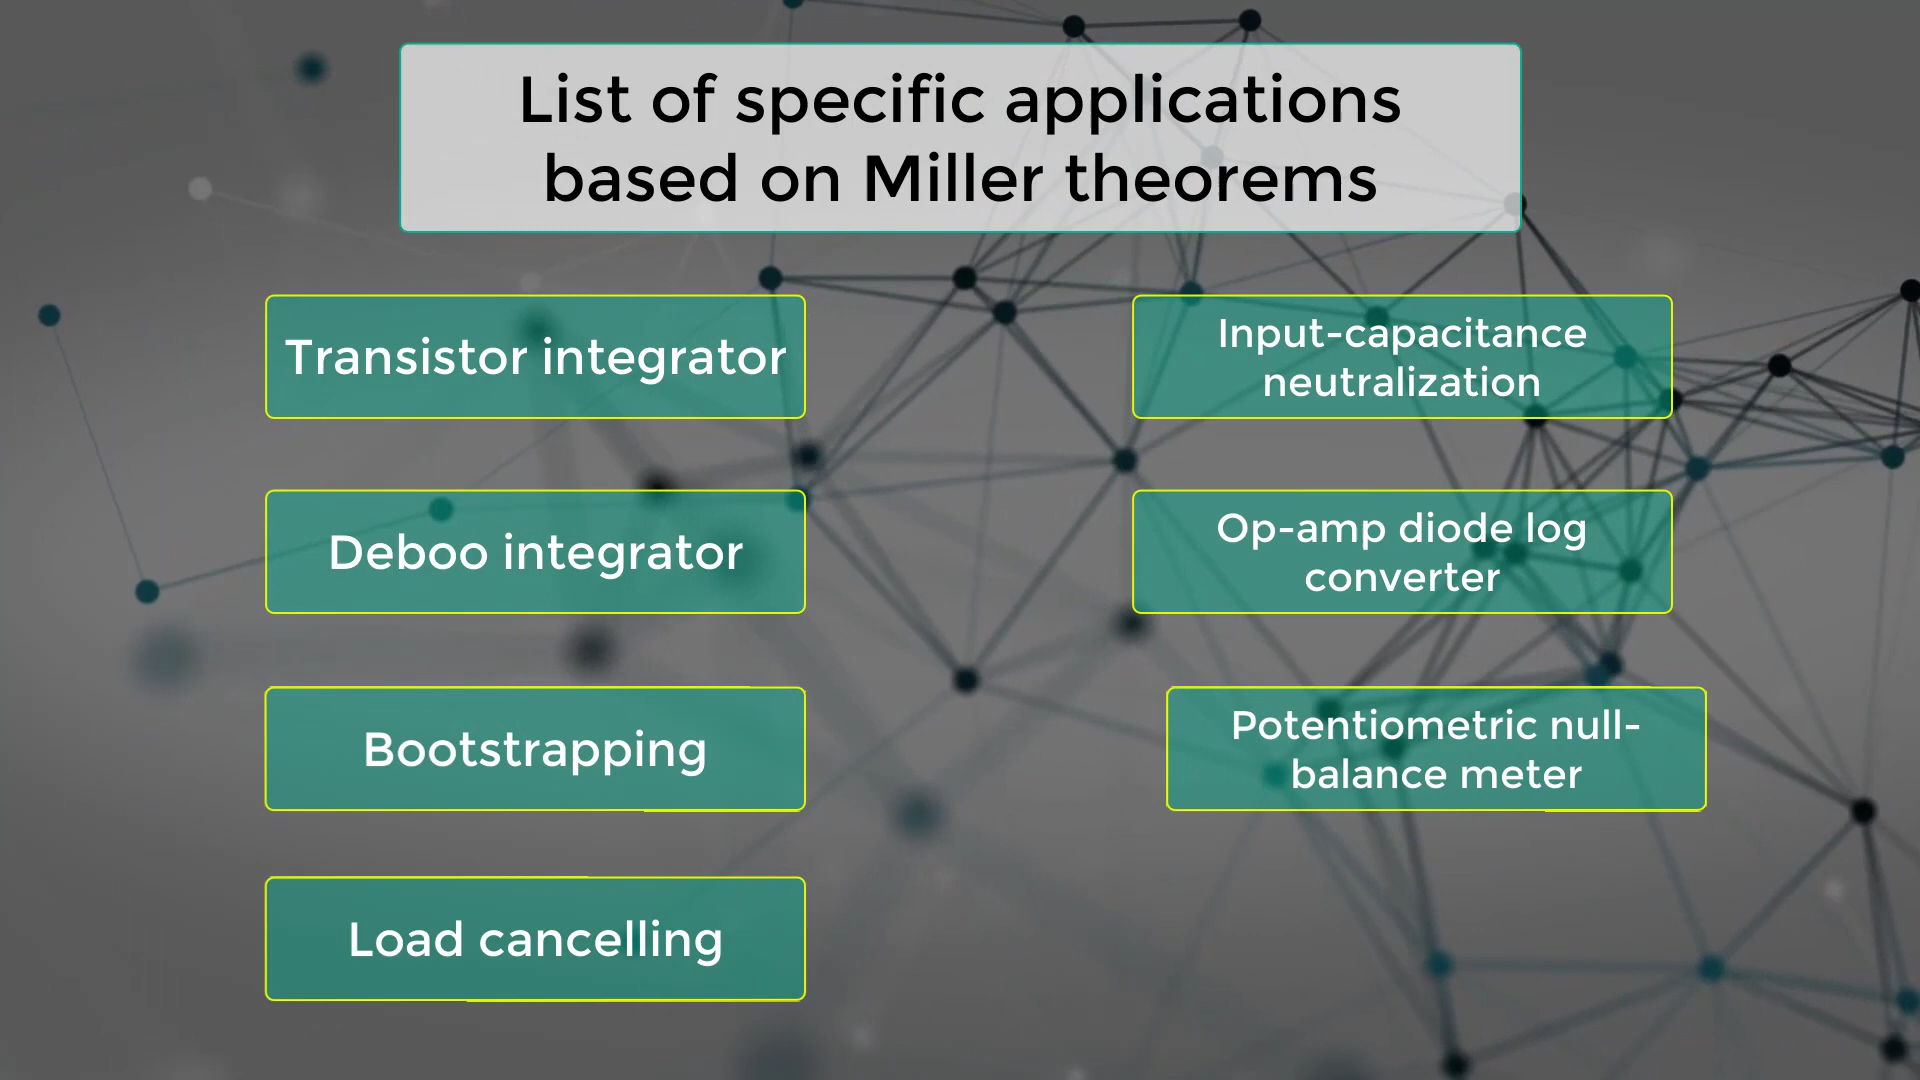 List of specific applications
based on Miller theorems
Transistor integrator
Deboo integrator
Bootstrapping
Load cancelling
Input-capacitance
neutralization
Op-amp diode log
converter
Potentiometric null-
balance meter